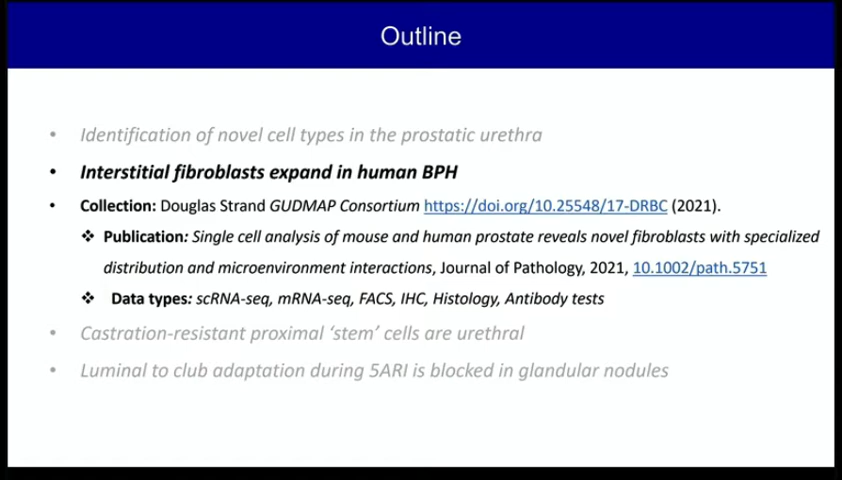 Outline
• Identification of novel cell types in the prostatic urethra
• Interstitial fibroblasts expand in human BPH
• Collection: Douglas Strand GUDMAP Consortium https://doi.org/10.25548/17-DRBC (2021).
❖ Publication: Single cell analysis of mouse and human prostate reveals novel fibroblasts with specialized
distribution and microenvironment interactions, Journal of Pathology, 2021, 10.1002/path.5751
❖ Data types: scRNA-seq, mRNA-seq, FACS, IHC, Histology, Antibody tests
• Castration-resistant proximal ‘stem’ cells are urethral
• Luminal to club adaptation during 5ARI is blocked in glandular nodules